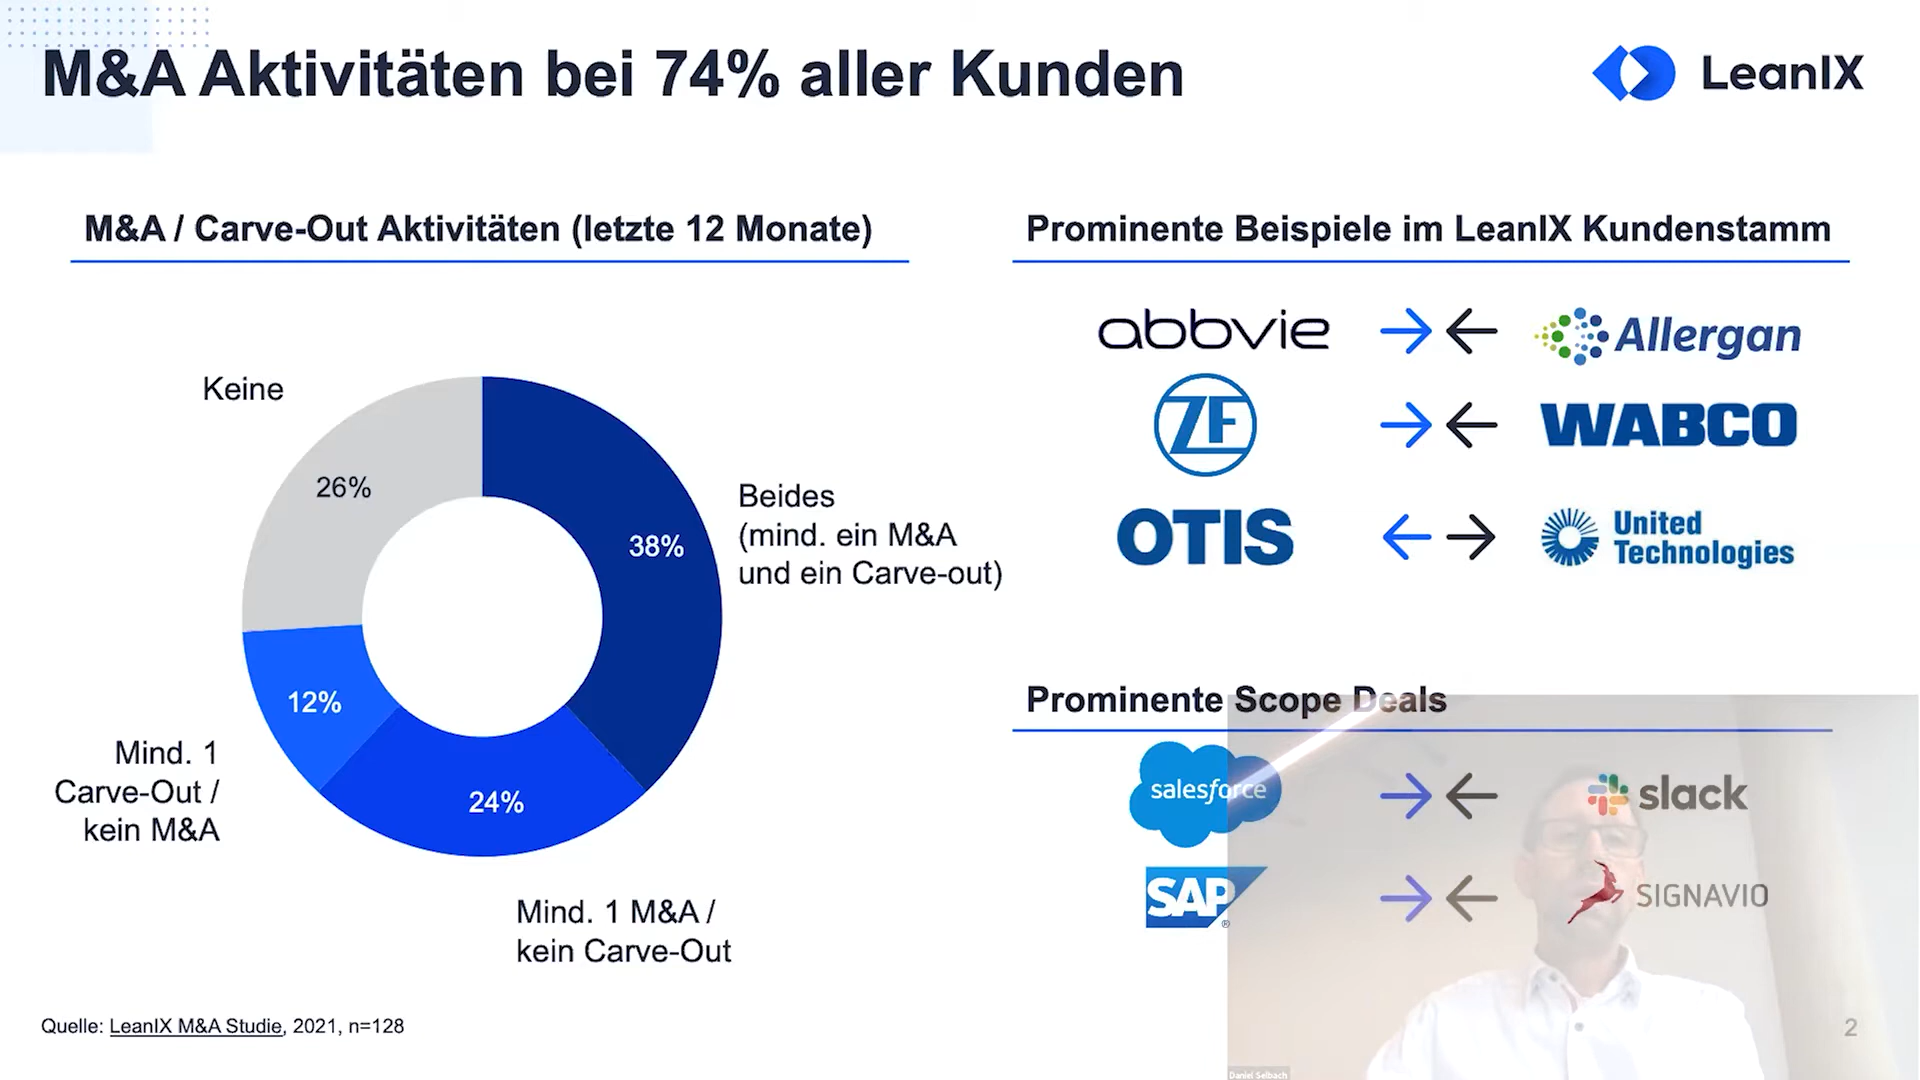 M&A Aktivitäten bei 74% aller Kunden
LeanIX
M&A / Carve-Out Aktivitäten (letzte 12 Monate)
Keine
26%
38%
Beides
(mind. ein M&A
und ein Carve-out)
12%
Mind. 1
Carve-Out /
kein M&A
24%
Mind. 1 M&A /
kein Carve-Out
Quelle: LeanIX M&A Studie, 2021, n=128
Prominente Beispiele im LeanIX Kundenstamm
abbvie
Allergan
ZF
WABCO
OTIS
United
Technologies
Prominente Scope Deals
salesforce
slack
SAP®
SIGNAVIO
Daniel Selbach
2